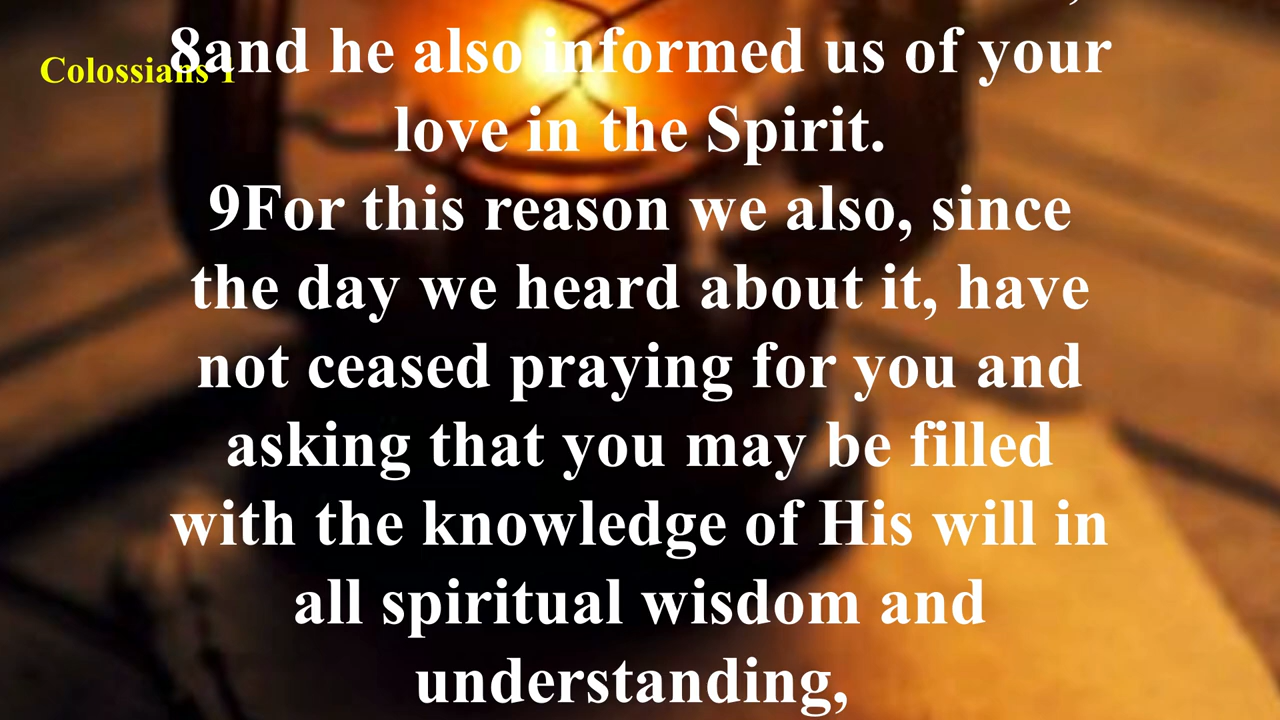 Colossians 1
8and he also informed us of your
love in the Spirit.
9For this reason we also, since
the day we heard about it, have
not ceased praying for you and
asking that you may be filled
with the knowledge of His will in
all spiritual wisdom and
understanding,